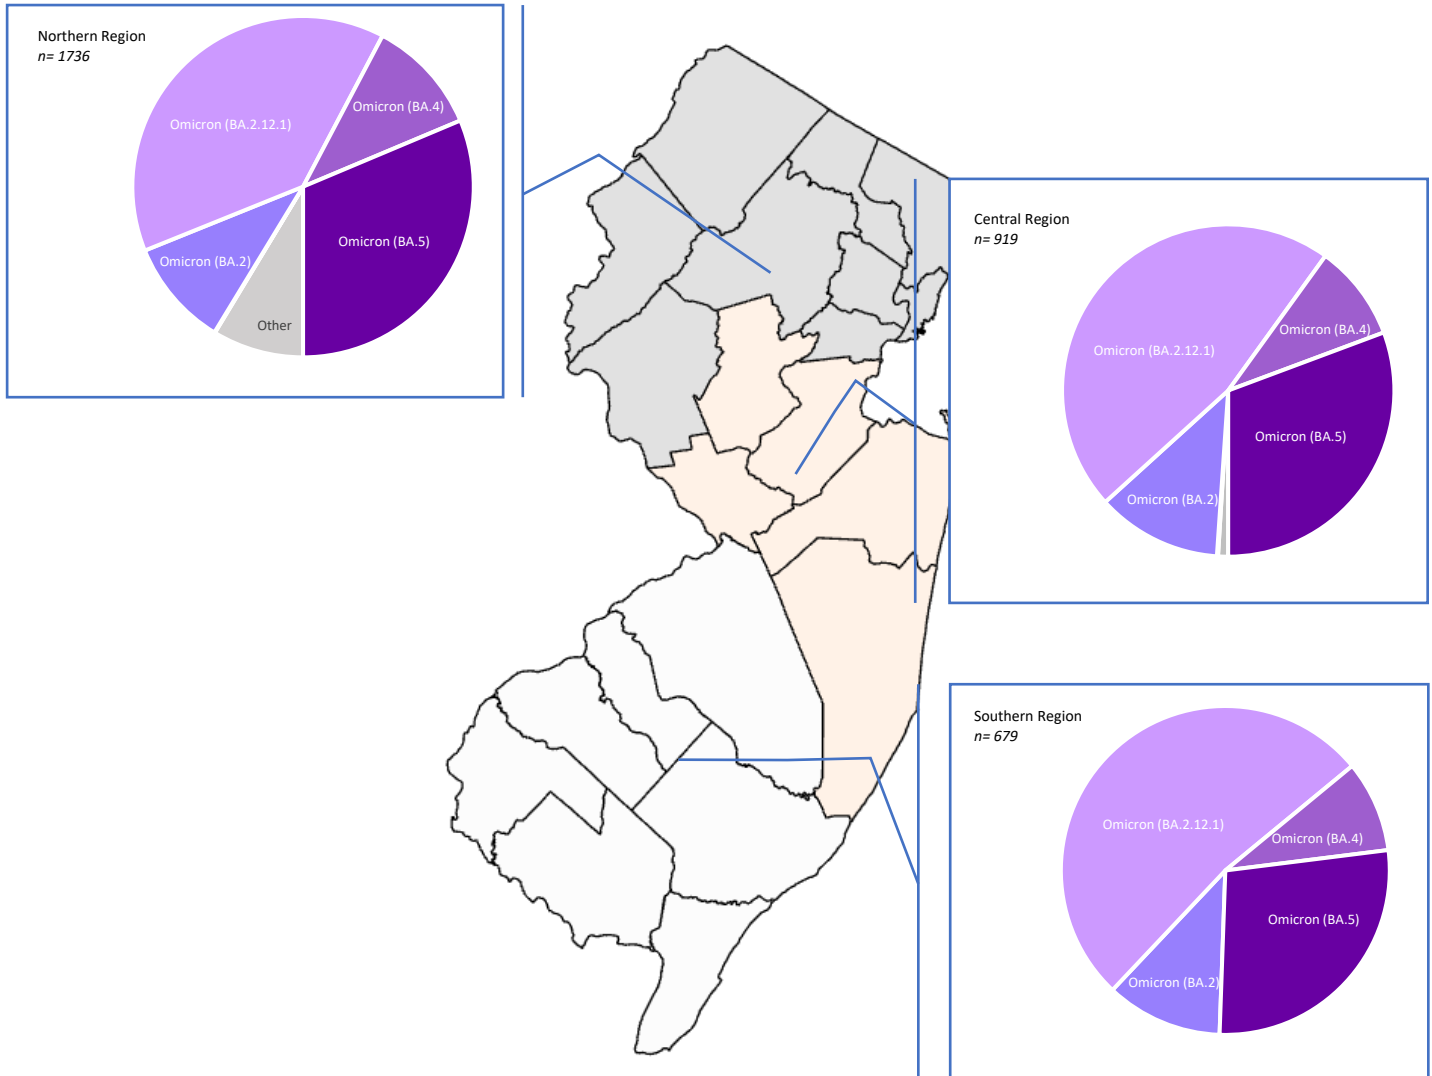 Northern Region
n= 1736
Omicron (BA.2.12.1)
Omicron (BA.4)
Omicron (BA.5)
Omicron (BA.2)
Other
Central Region
n= 919
Omicron (BA.2.12.1)
Omicron (BA.4)
Omicron (BA.5)
Omicron (BA.2)
Southern Region
n= 679
Omicron (BA.2.12.1)
Omicron (BA.4)
Omicron (BA.5)
Omicron (BA.2)